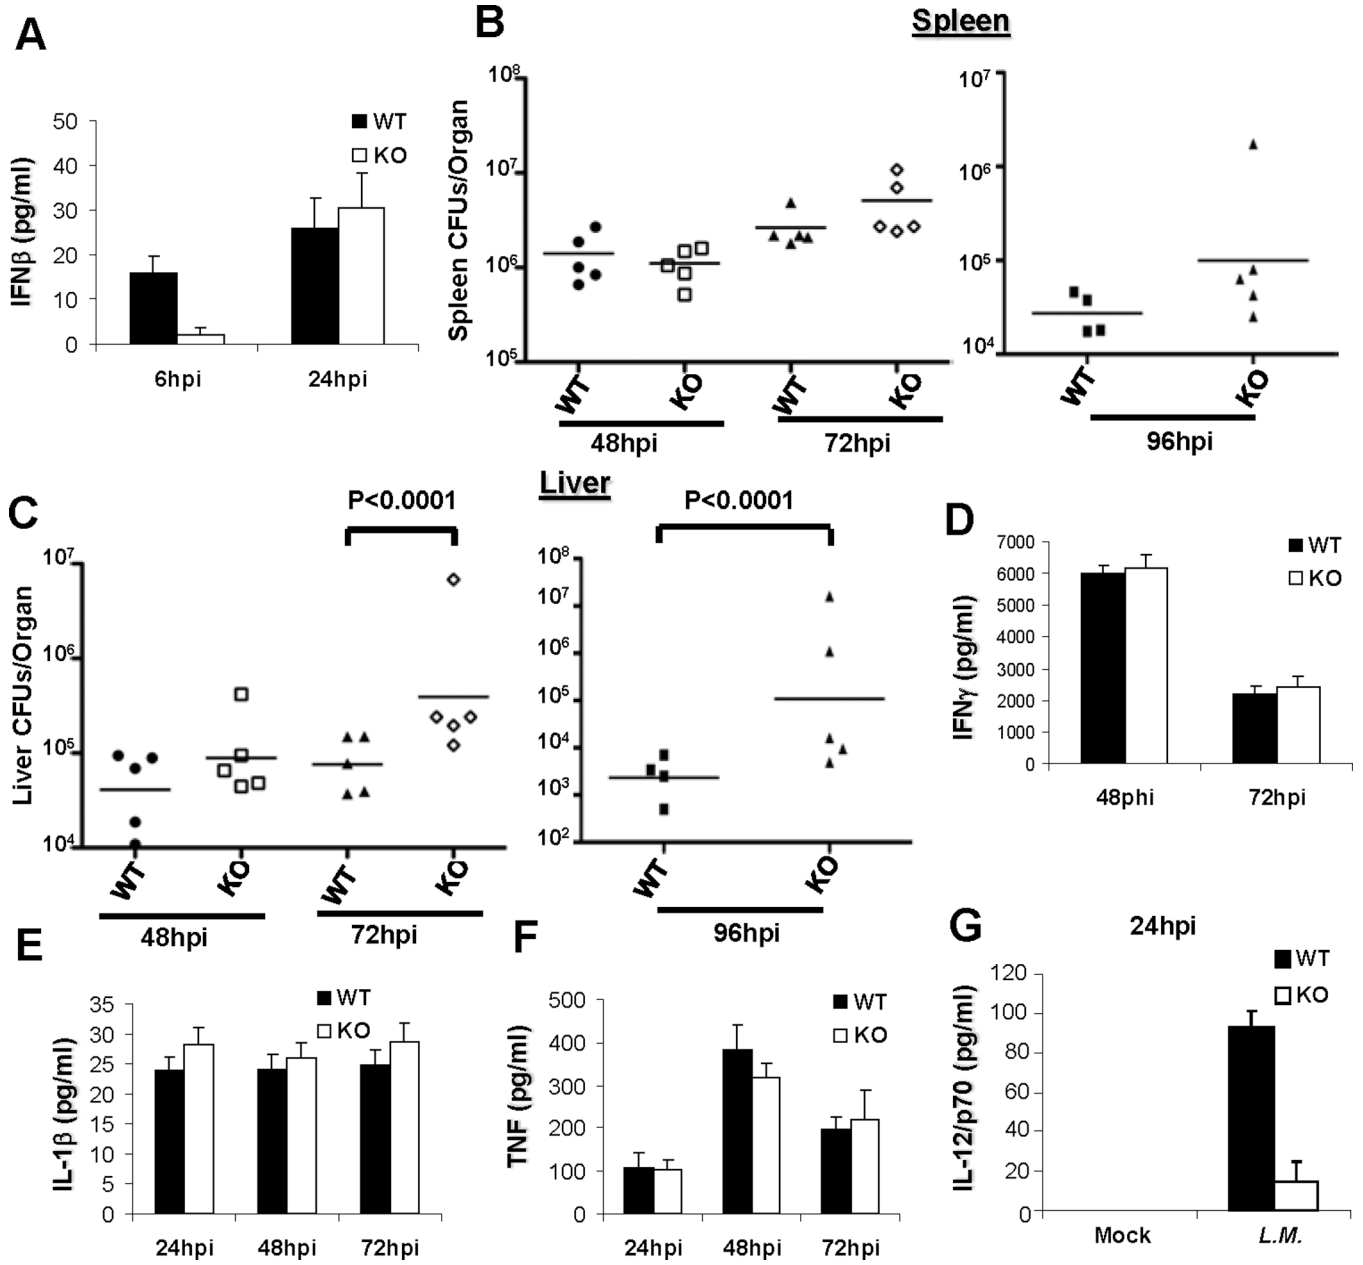 A
IFNβ (pg/ml)
50
40
30
20
10
0
WT
KO
6hpi
24hpi
B
Spleen
Spleen CFUs/Organ
10⁸
10⁷
10⁶
10⁵
WT
KO
WT
KO
48hpi
72hpi
10⁷
10⁶
10⁵
10⁴
WT
KO
96hpi
C
Liver
P<0.0001
P<0.0001
Liver CFUs/Organ
10⁷
10⁶
10⁵
10⁴
WT
KO
WT
KO
48hpi
72hpi
10⁸
10⁷
10⁶
10⁵
10⁴
10³
10²
WT
KO
96hpi
D
IFNγ (pg/ml)
7000
6000
5000
4000
3000
2000
1000
0
WT
KO
48phi
72hpi
E
IL-1β (pg/ml)
35
30
25
20
15
10
5
0
WT
KO
24hpi
48hpi
72hpi
F
TNF (pg/ml)
500
400
300
200
100
0
WT
KO
24hpi
48hpi
72hpi
G
24hpi
IL-12/p70 (pg/ml)
120
100
80
60
40
20
0
WT
KO
Mock
L.M.